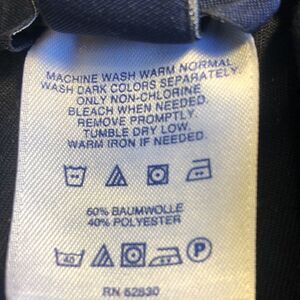 MACHINE WASH WARM NORMAL
WASH DARK COLORS SEPARATELY.
ONLY NON-CHLORINE
BLEACH WHEN NEEDED.
REMOVE PROMPTLY.
TUMBLE DRY LOW.
WARM IRON IF NEEDED.
60% BAUMWOLLE
40% POLYESTER
40 P
RN 52830